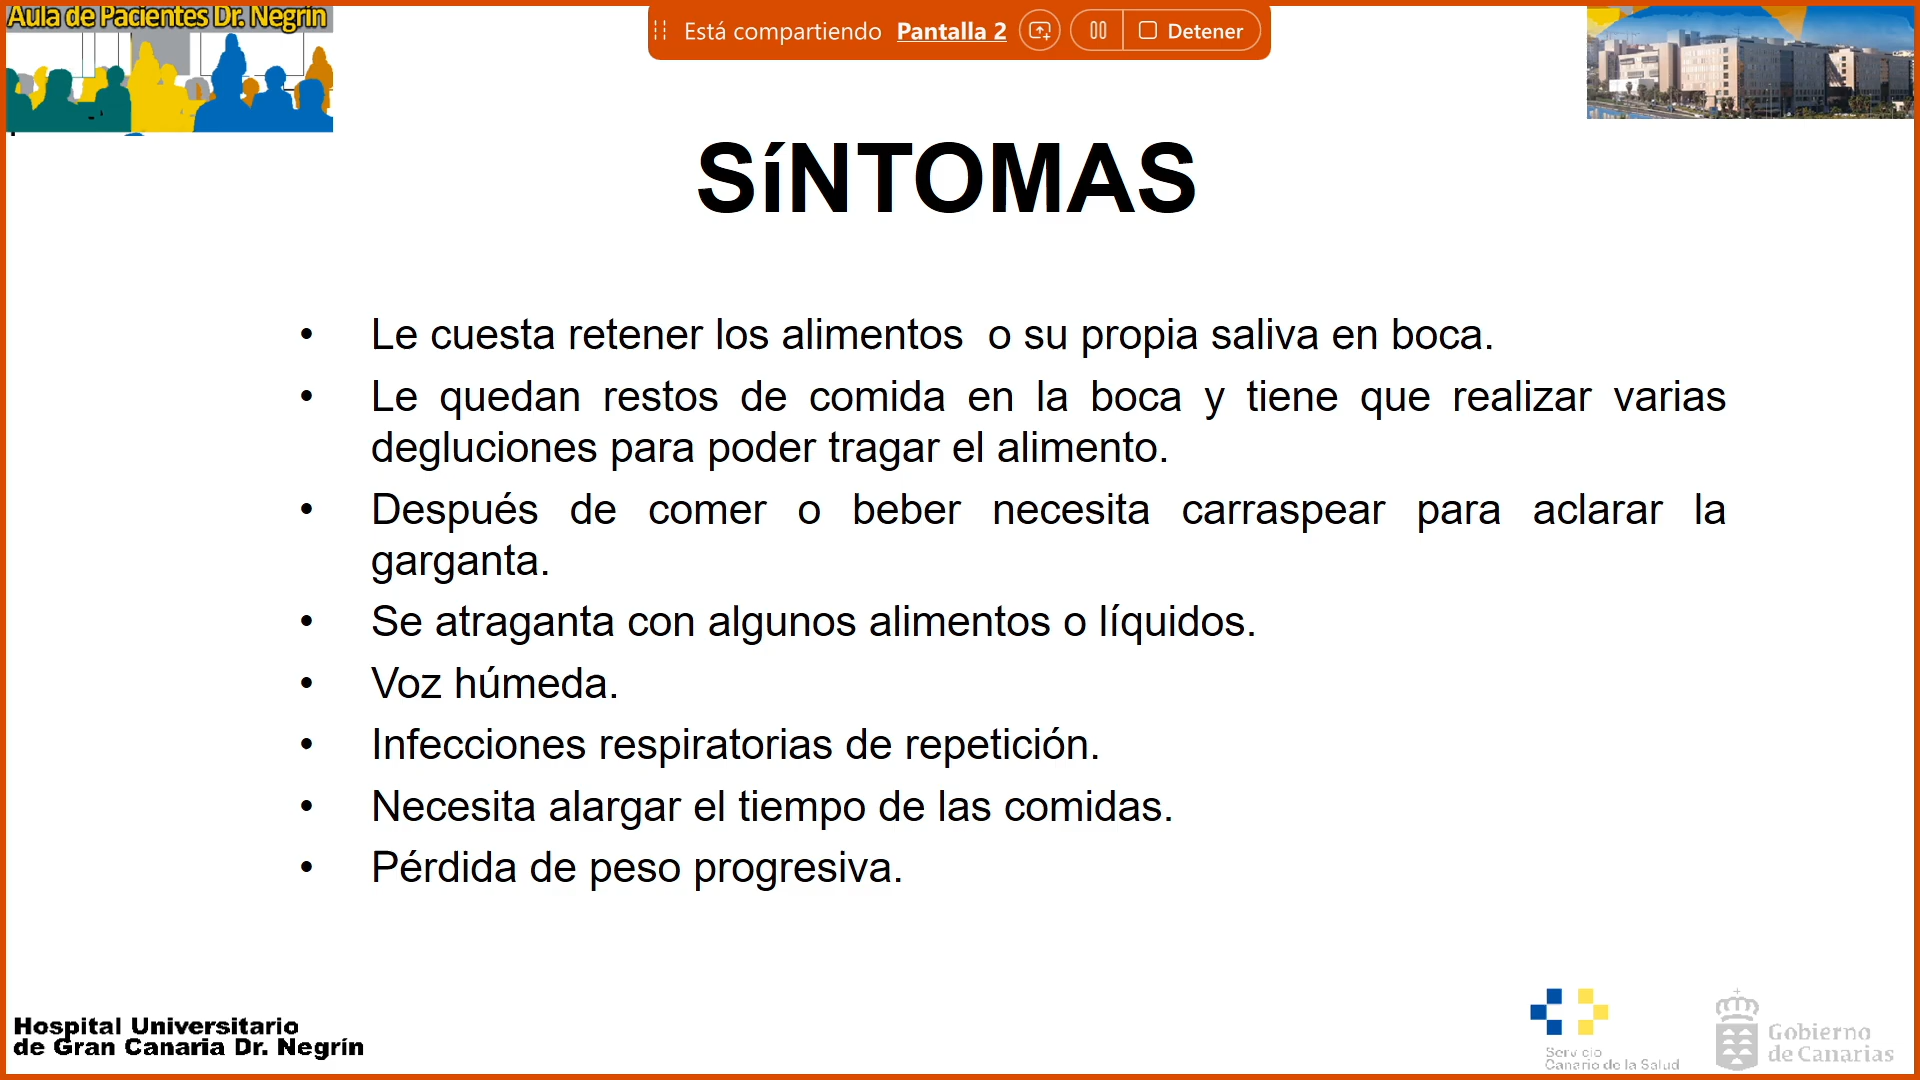 Aula de Pacientes Dr. Negrín
Está compartiendo Pantalla 2 Detener
SíNTOMAS
• Le cuesta retener los alimentos o su propia saliva en boca.
• Le quedan restos de comida en la boca y tiene que realizar varias
degluciones para poder tragar el alimento.
• Después de comer o beber necesita carraspear para aclarar la
garganta.
• Se atraganta con algunos alimentos o líquidos.
• Voz húmeda.
• Infecciones respiratorias de repetición.
• Necesita alargar el tiempo de las comidas.
• Pérdida de peso progresiva.
Hospital Universitario
de Gran Canaria Dr. Negrín
Servicio
Canario de la Salud
Gobierno
de Canarias